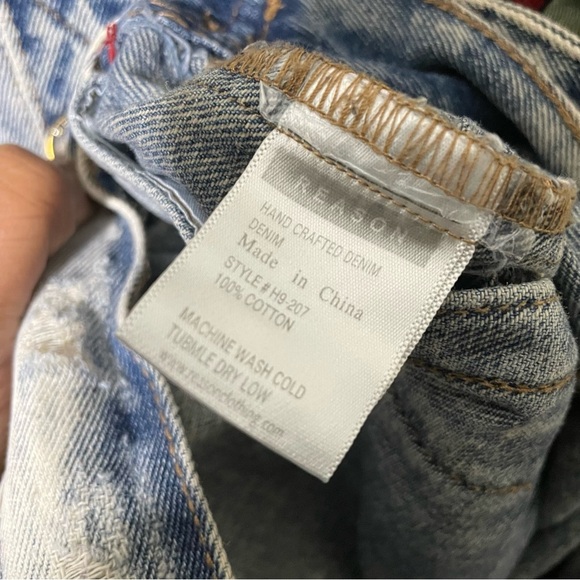 REASON
HAND CRAFTED DENIM
DENIM
Made in China
STYLE # H9-207
100% COTTON
MACHINE WASH COLD
TUBMLE DRY LOW
www.reasonclothing.com